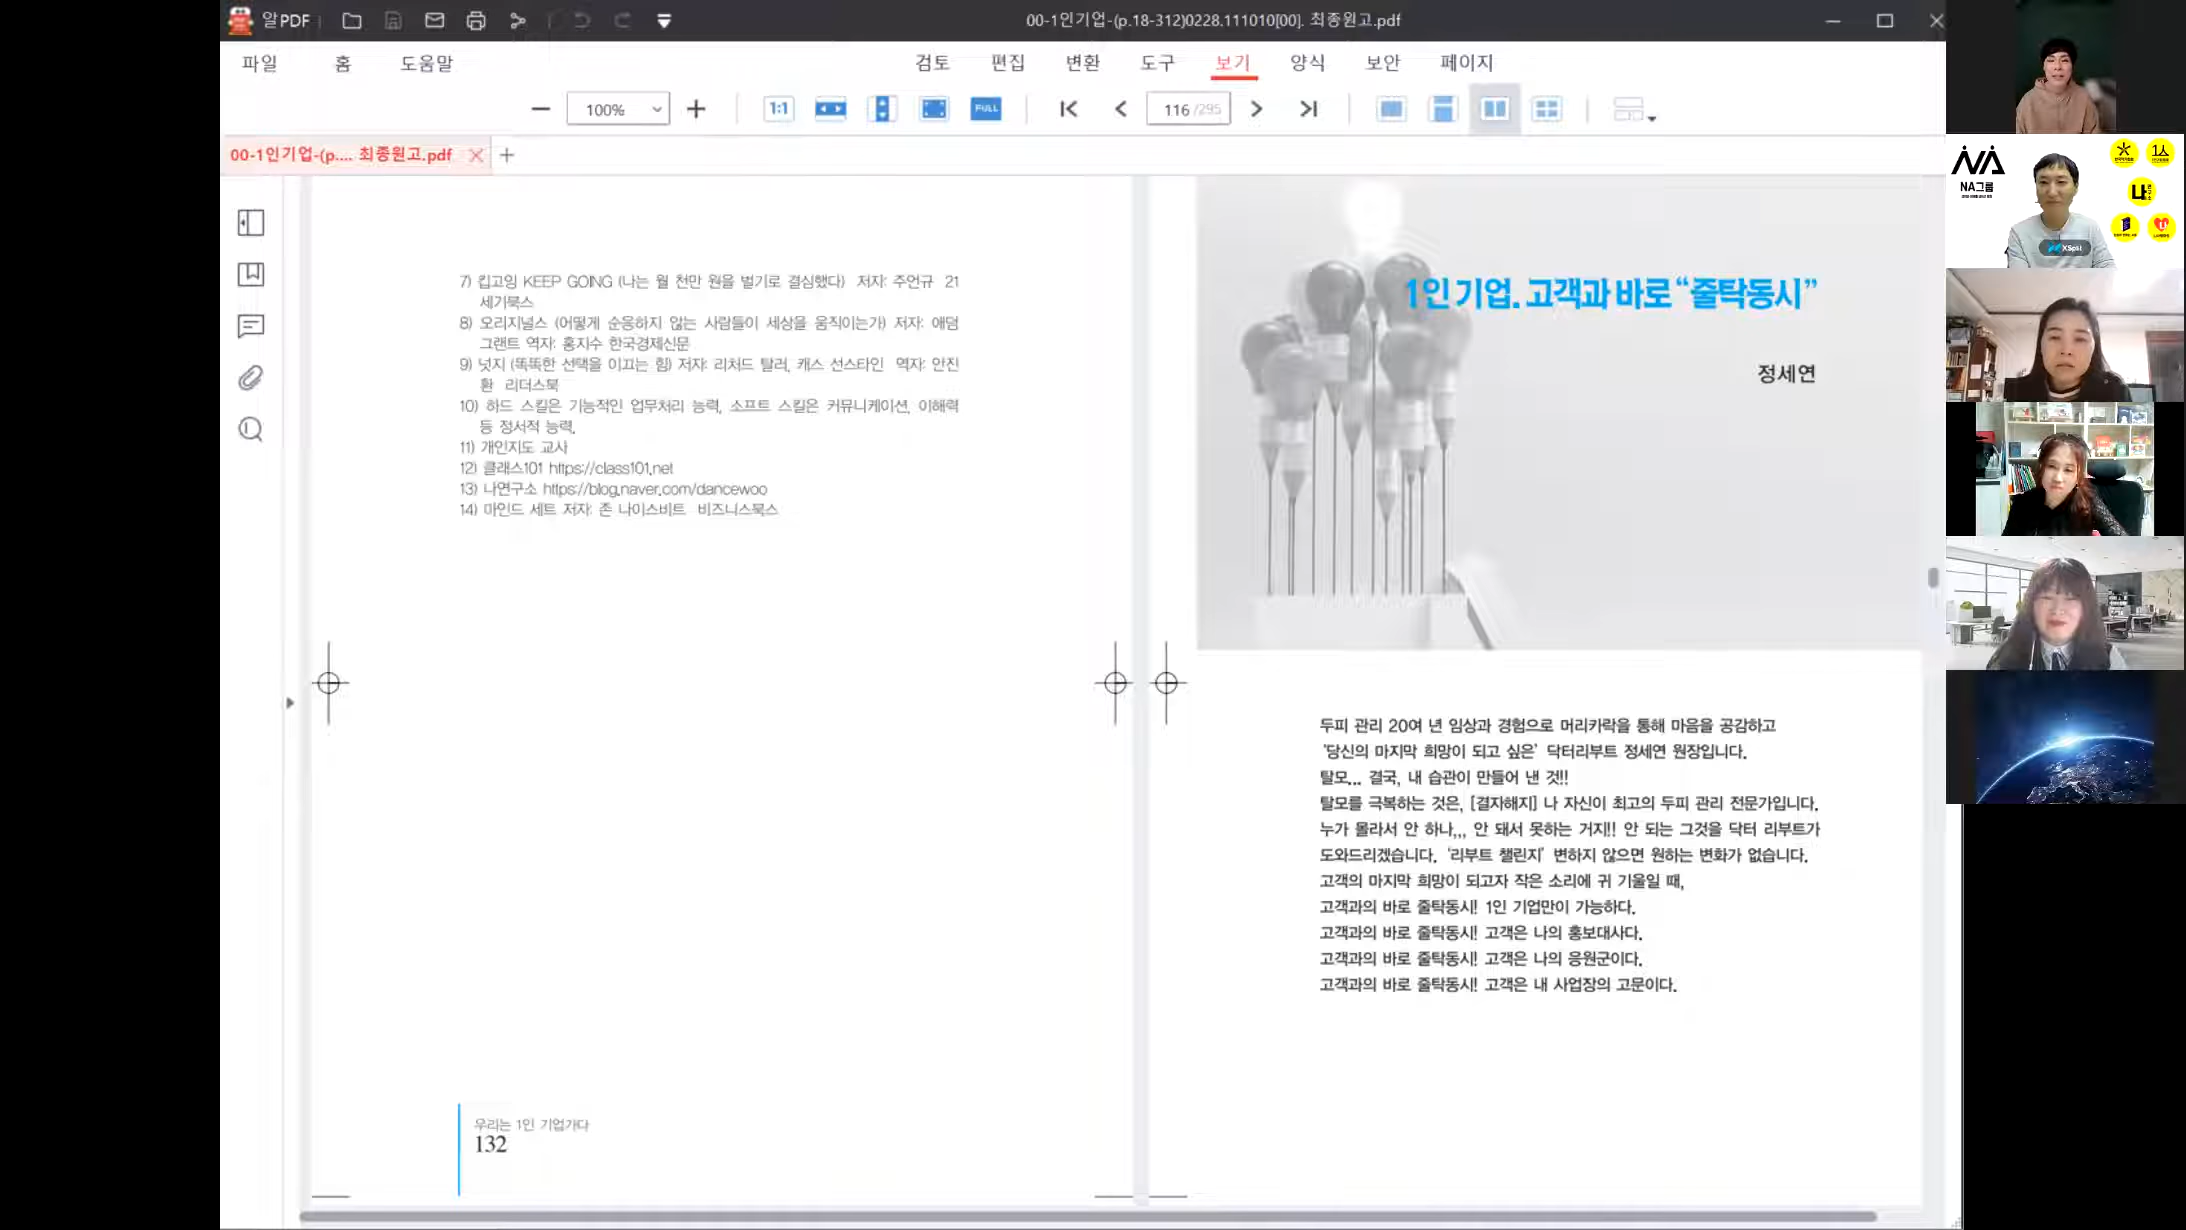 알PDF
00-1인기업-(p.18-312)0228.111010[00]. 최종원고.pdf
파일 홈 도움말 검토 편집 변환 도구 보기 양식 보안 페이지
100% 1:1 FULL 116 /295
00-1인기업-(p.... 최종원고.pdf
7) 킵고잉 KEEP GOING (나는 월 천만 원을 벌기로 결심했다) 저자: 주언규 21
세기북스
8) 오리지널스 (어떻게 순응하지 않는 사람들이 세상을 움직이는가) 저자: 애덤
그랜트 역자: 홍지수 한국경제신문
9) 넛지 (똑똑한 선택을 이끄는 힘) 저자: 리처드 탈러, 캐스 선스타인 역자: 안진
환 리더스북
10) 하드 스킬은 기능적인 업무처리 능력, 소프트 스킬은 커뮤니케이션, 이해력
등 정서적 능력.
11) 개인지도 교사
12) 클래스101 https://class101.net
13) 나연구소 https://blog.naver.com/dancewoo
14) 마인드 세트 저자: 존 나이스비트 비즈니스북스
우리는 1인 기업가다
132
1인 기업. 고객과 바로 “줄탁동시”
정세연
두피 관리 20여 년 임상과 경험으로 머리카락을 통해 마음을 공감하고
‘당신의 마지막 희망이 되고 싶은’ 닥터리부트 정세연 원장입니다.
탈모... 결국, 내 습관이 만들어 낸 것!!
탈모를 극복하는 것은, [결자해지] 나 자신이 최고의 두피 관리 전문가입니다.
누가 몰라서 안 하나,,, 안 돼서 못하는 거지!! 안 되는 그것을 닥터 리부트가
도와드리겠습니다. ‘리부트 챌린지’ 변하지 않으면 원하는 변화가 없습니다.
고객의 마지막 희망이 되고자 작은 소리에 귀 기울일 때,
고객과의 바로 줄탁동시! 1인 기업만이 가능하다.
고객과의 바로 줄탁동시! 고객은 나의 홍보대사다.
고객과의 바로 줄탁동시! 고객은 나의 응원군이다.
고객과의 바로 줄탁동시! 고객은 내 사업장의 고문이다.
NA그룹
1人
나
XSplit